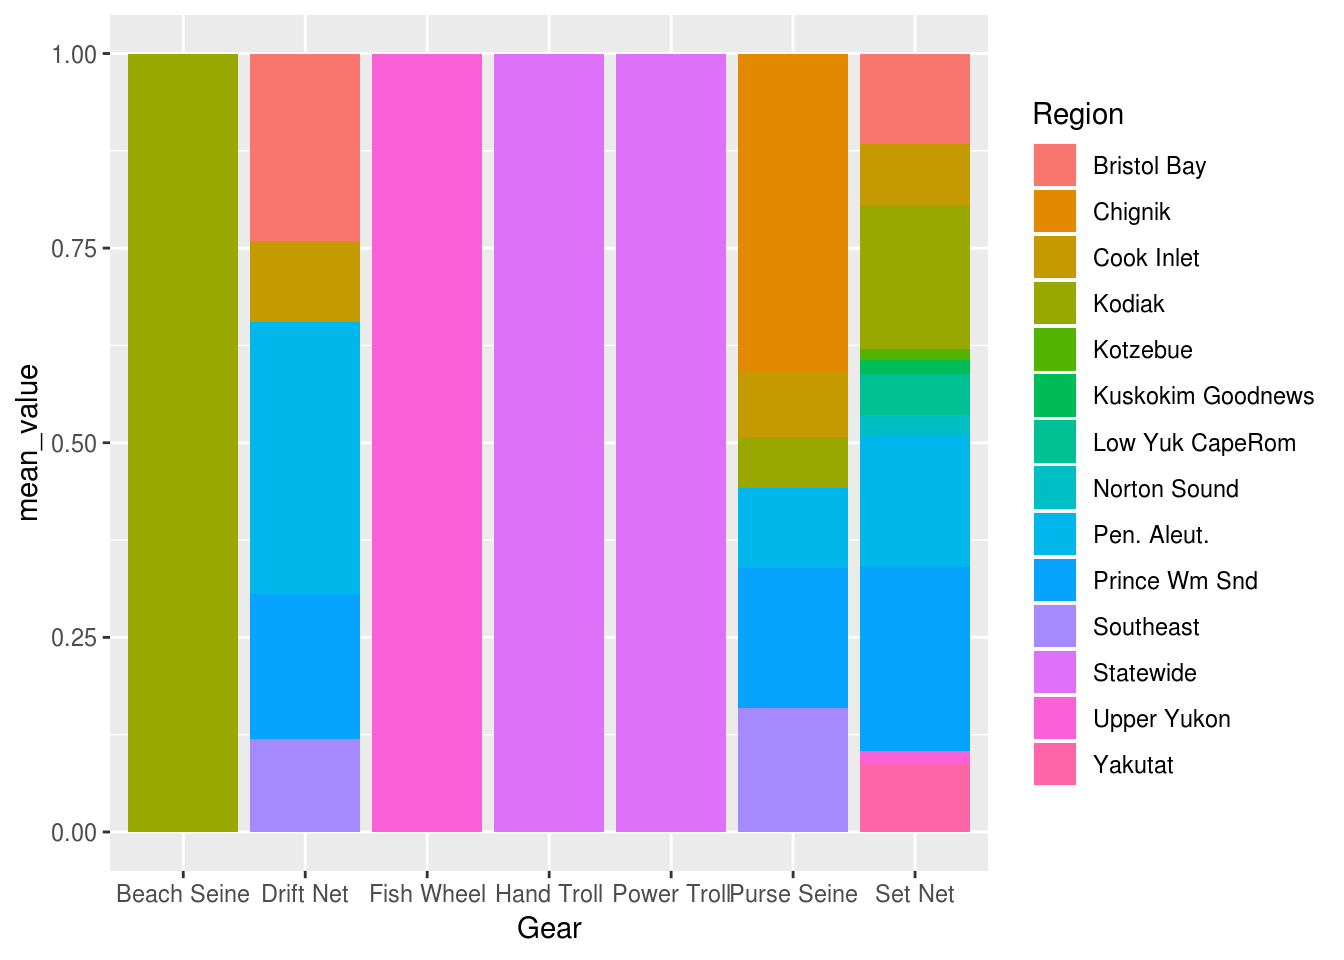 mean_value
1.00
0.75
0.50
0.25
0.00
Beach Seine Drift Net Fish Wheel Hand Troll Power Troll Purse Seine Set Net
Gear
Region
Bristol Bay
Chignik
Cook Inlet
Kodiak
Kotzebue
Kuskokim Goodnews
Low Yuk CapeRom
Norton Sound
Pen. Aleut.
Prince Wm Snd
Southeast
Statewide
Upper Yukon
Yakutat